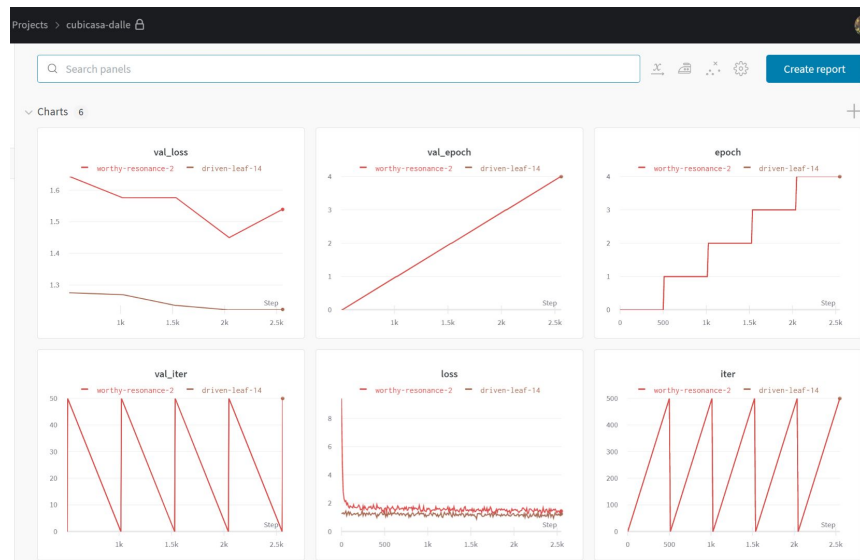 Projects > cubicasa-dalle
Search panels
Create report
Charts 6
val_loss
worthy-resonance-2 driven-leaf-14
1.6
1.5
1.4
1.3
Step
1k 1.5k 2k 2.5k
val_epoch
worthy-resonance-2 driven-leaf-14
4
3
2
1
0
Step
1k 1.5k 2k 2.5k
epoch
worthy-resonance-2 driven-leaf-14
4
3
2
1
0
Step
0 500 1k 1.5k 2k 2.5k
val_iter
worthy-resonance-2 driven-leaf-14
50
40
30
20
10
0
Step
1k 1.5k 2k 2.5k
loss
worthy-resonance-2 driven-leaf-14
8
6
4
2
0
Step
0 500 1k 1.5k 2k 2.5k
iter
worthy-resonance-2 driven-leaf-14
500
400
300
200
100
0
Step
0 500 1k 1.5k 2k 2.5k